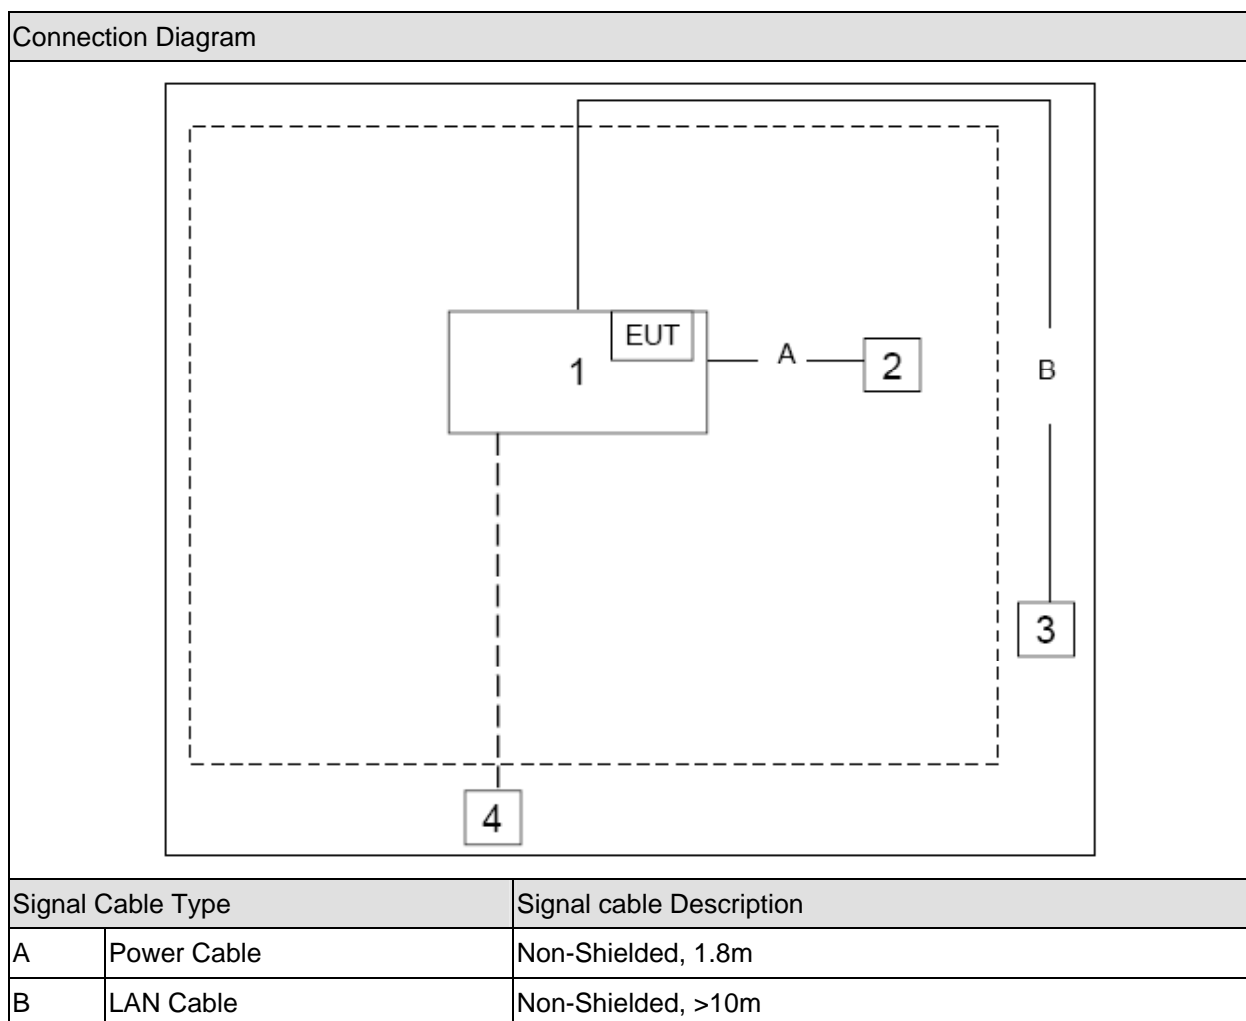 Connection Diagram
EUT
1
A
2
B
3
4
Signal Cable Type Signal cable Description
A Power Cable Non-Shielded, 1.8m
B LAN Cable Non-Shielded, >10m